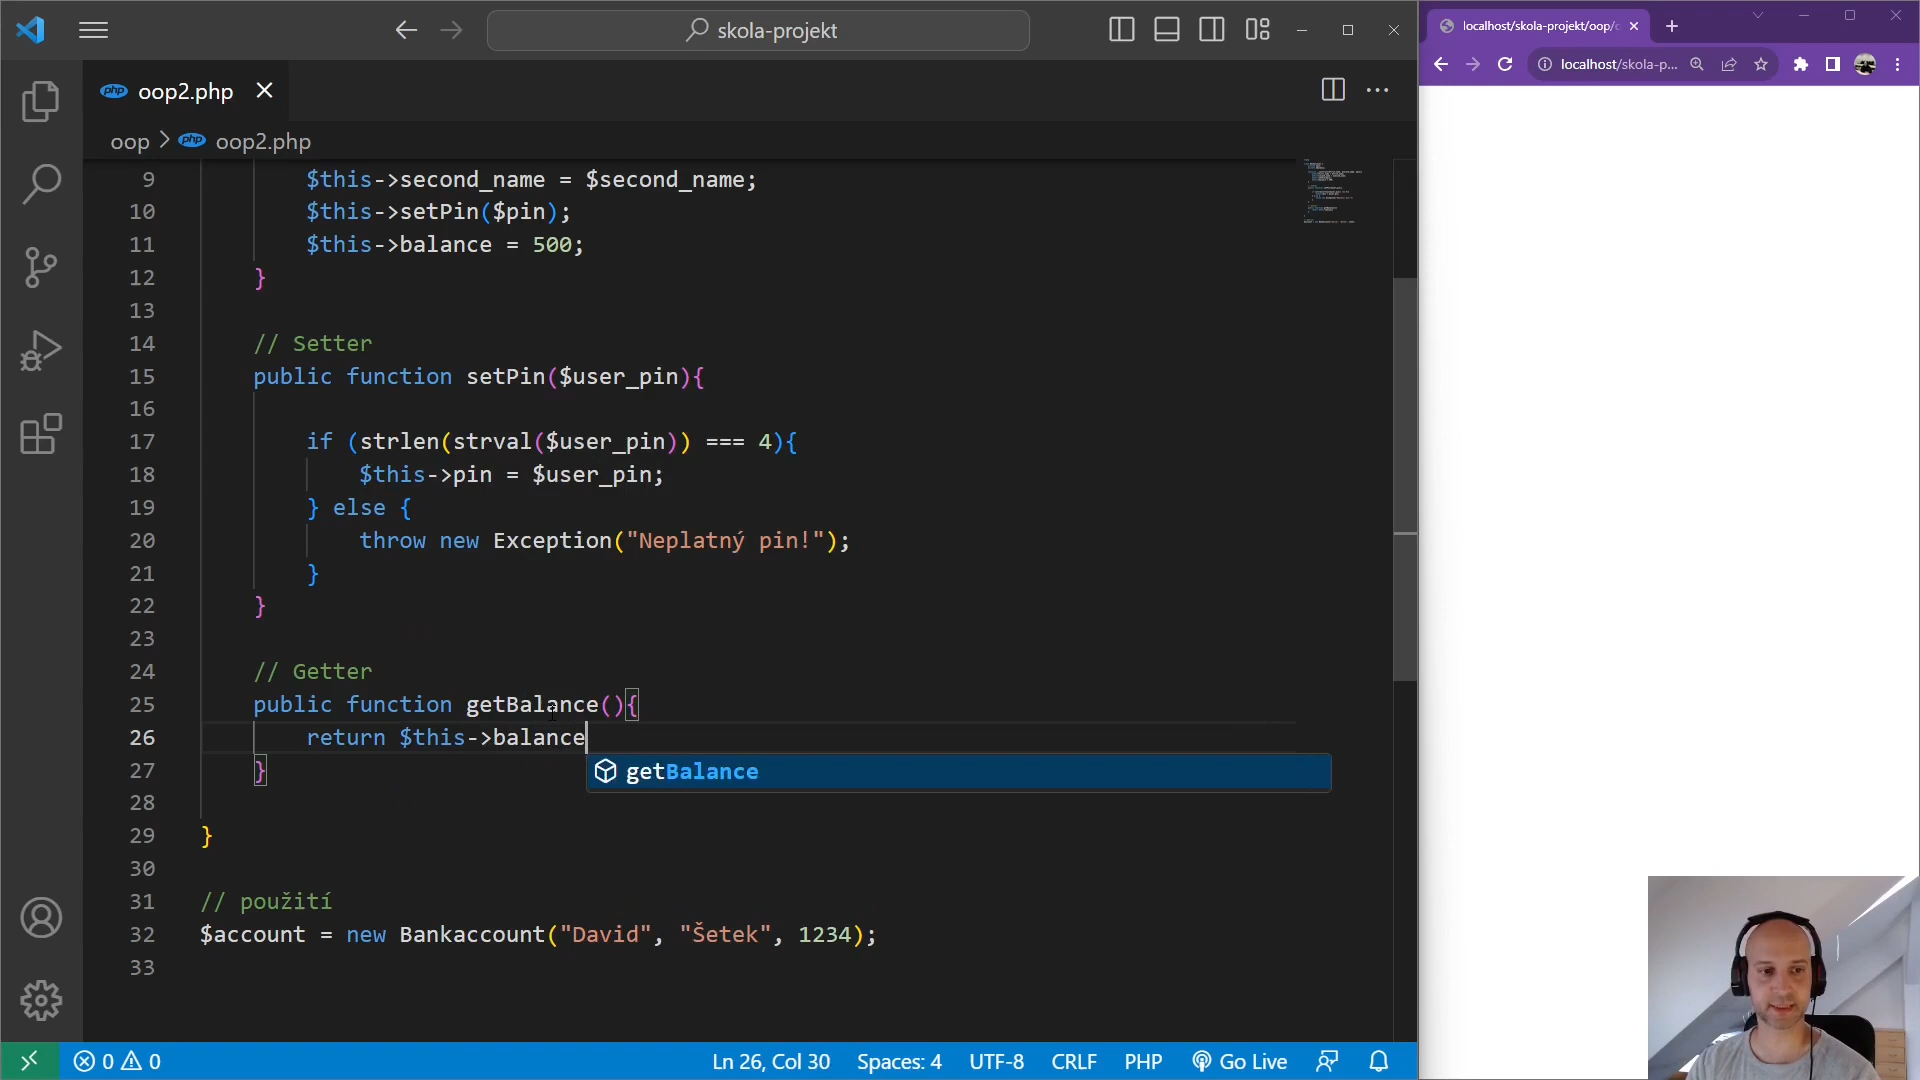 skola-projekt
localhost/skola-projekt/oop/
php oop2.php
localhost/skola-p...
oop > php oop2.php
9 $this->second_name = $second_name;
10 $this->setPin($pin);
11 $this->balance = 500;
12 }
13
14 // Setter
15 public function setPin($user_pin){
16
17 if (strlen(strval($user_pin)) === 4){
18 $this->pin = $user_pin;
19 } else {
20 throw new Exception("Neplatný pin!");
21 }
22 }
23
24 // Getter
25 public function getBalance(){
26 return $this->balance
getBalance
27 }
28
29 }
30
31 // použití
32 $account = new Bankaccount("David", "Šetek", 1234);
33
0 0
Ln 26, Col 30
Spaces: 4
UTF-8
CRLF
PHP
Go Live